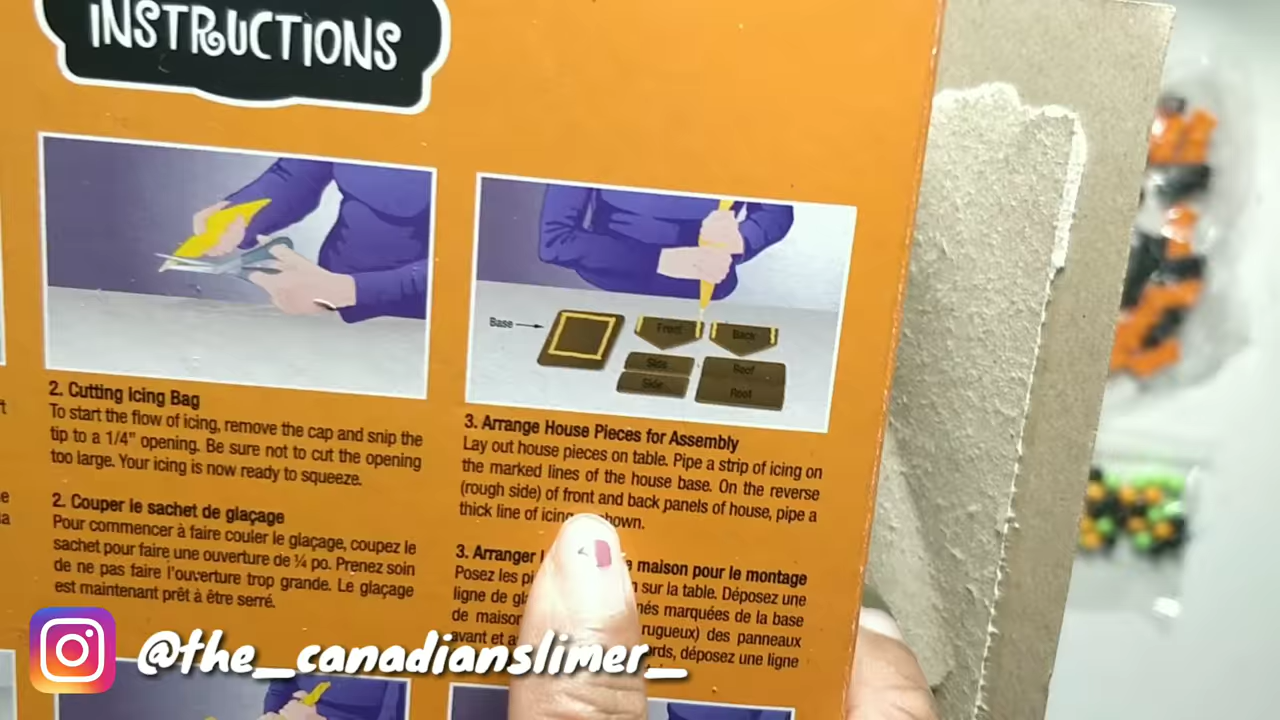 INSTRUCTIONS
Base
Front
Back
Side
Roof
Side
Roof
2. Cutting Icing Bag
To start the flow of icing, remove the cap and snip the
tip to a 1/4" opening. Be sure not to cut the opening
too large. Your icing is now ready to squeeze.
2. Couper le sachet de glaçage
Pour commencer à faire couler le glaçage, coupez le
sachet pour faire une ouverture de ¼ po. Prenez soin
de ne pas faire l'ouverture trop grande. Le glaçage
est maintenant prêt à être serré.
3. Arrange House Pieces for Assembly
Lay out house pieces on table. Pipe a strip of icing on
the marked lines of the house base. On the reverse
(rough side) of front and back panels of house, pipe a
thick line of icing shown.
3. Arranger maison pour le montage
Posez les sur la table. Déposez une
ligne de marquée de la base
de maison rugueux) des panneaux
avant et déposez une ligne
@the__canadianslimer_